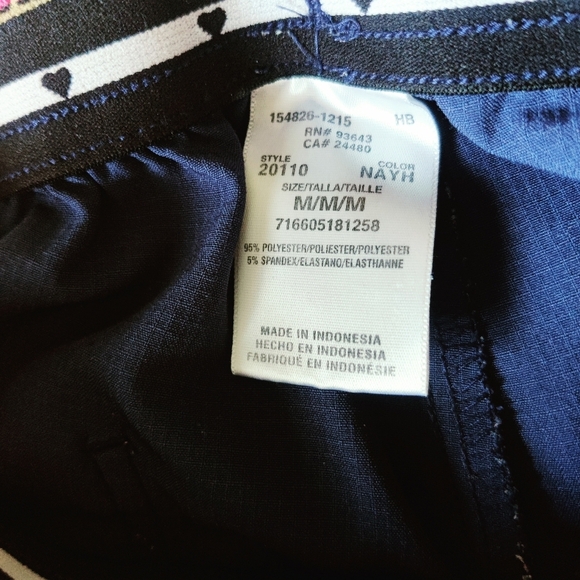 154826-1215 HB
RN# 93643
CA# 24480
STYLE COLOR
20110 NAYH
SIZE/TALLA/TAILLE
M/M/M
716605181258
95% POLYESTER/POLIESTER/POLYESTER
5% SPANDEX/ELASTANO/ELASTHANNE
MADE IN INDONESIA
HECHO EN INDONESIA
FABRIQUÉ EN INDONÉSIE